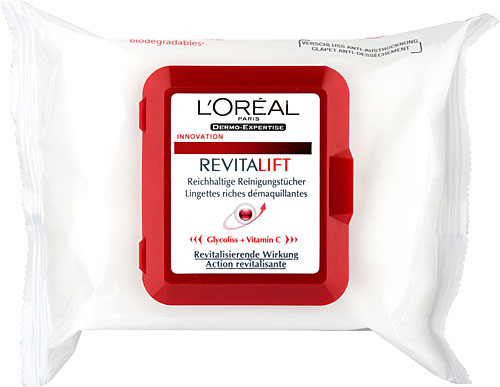 biodegradables*
VERSCHLUSS ANTI-AUSTROCKNUNG
CLAPET ANTI-DESSÈCHEMENT
L'ORÉAL
PARIS
DERMO-EXPERTISE
INNOVATION
REVITALIFT
Reichhaltige Reinigungstücher
Lingettes riches démaquillantes
Glycoliss + Vitamin C
Revitalisierende Wirkung
Action revitalisante